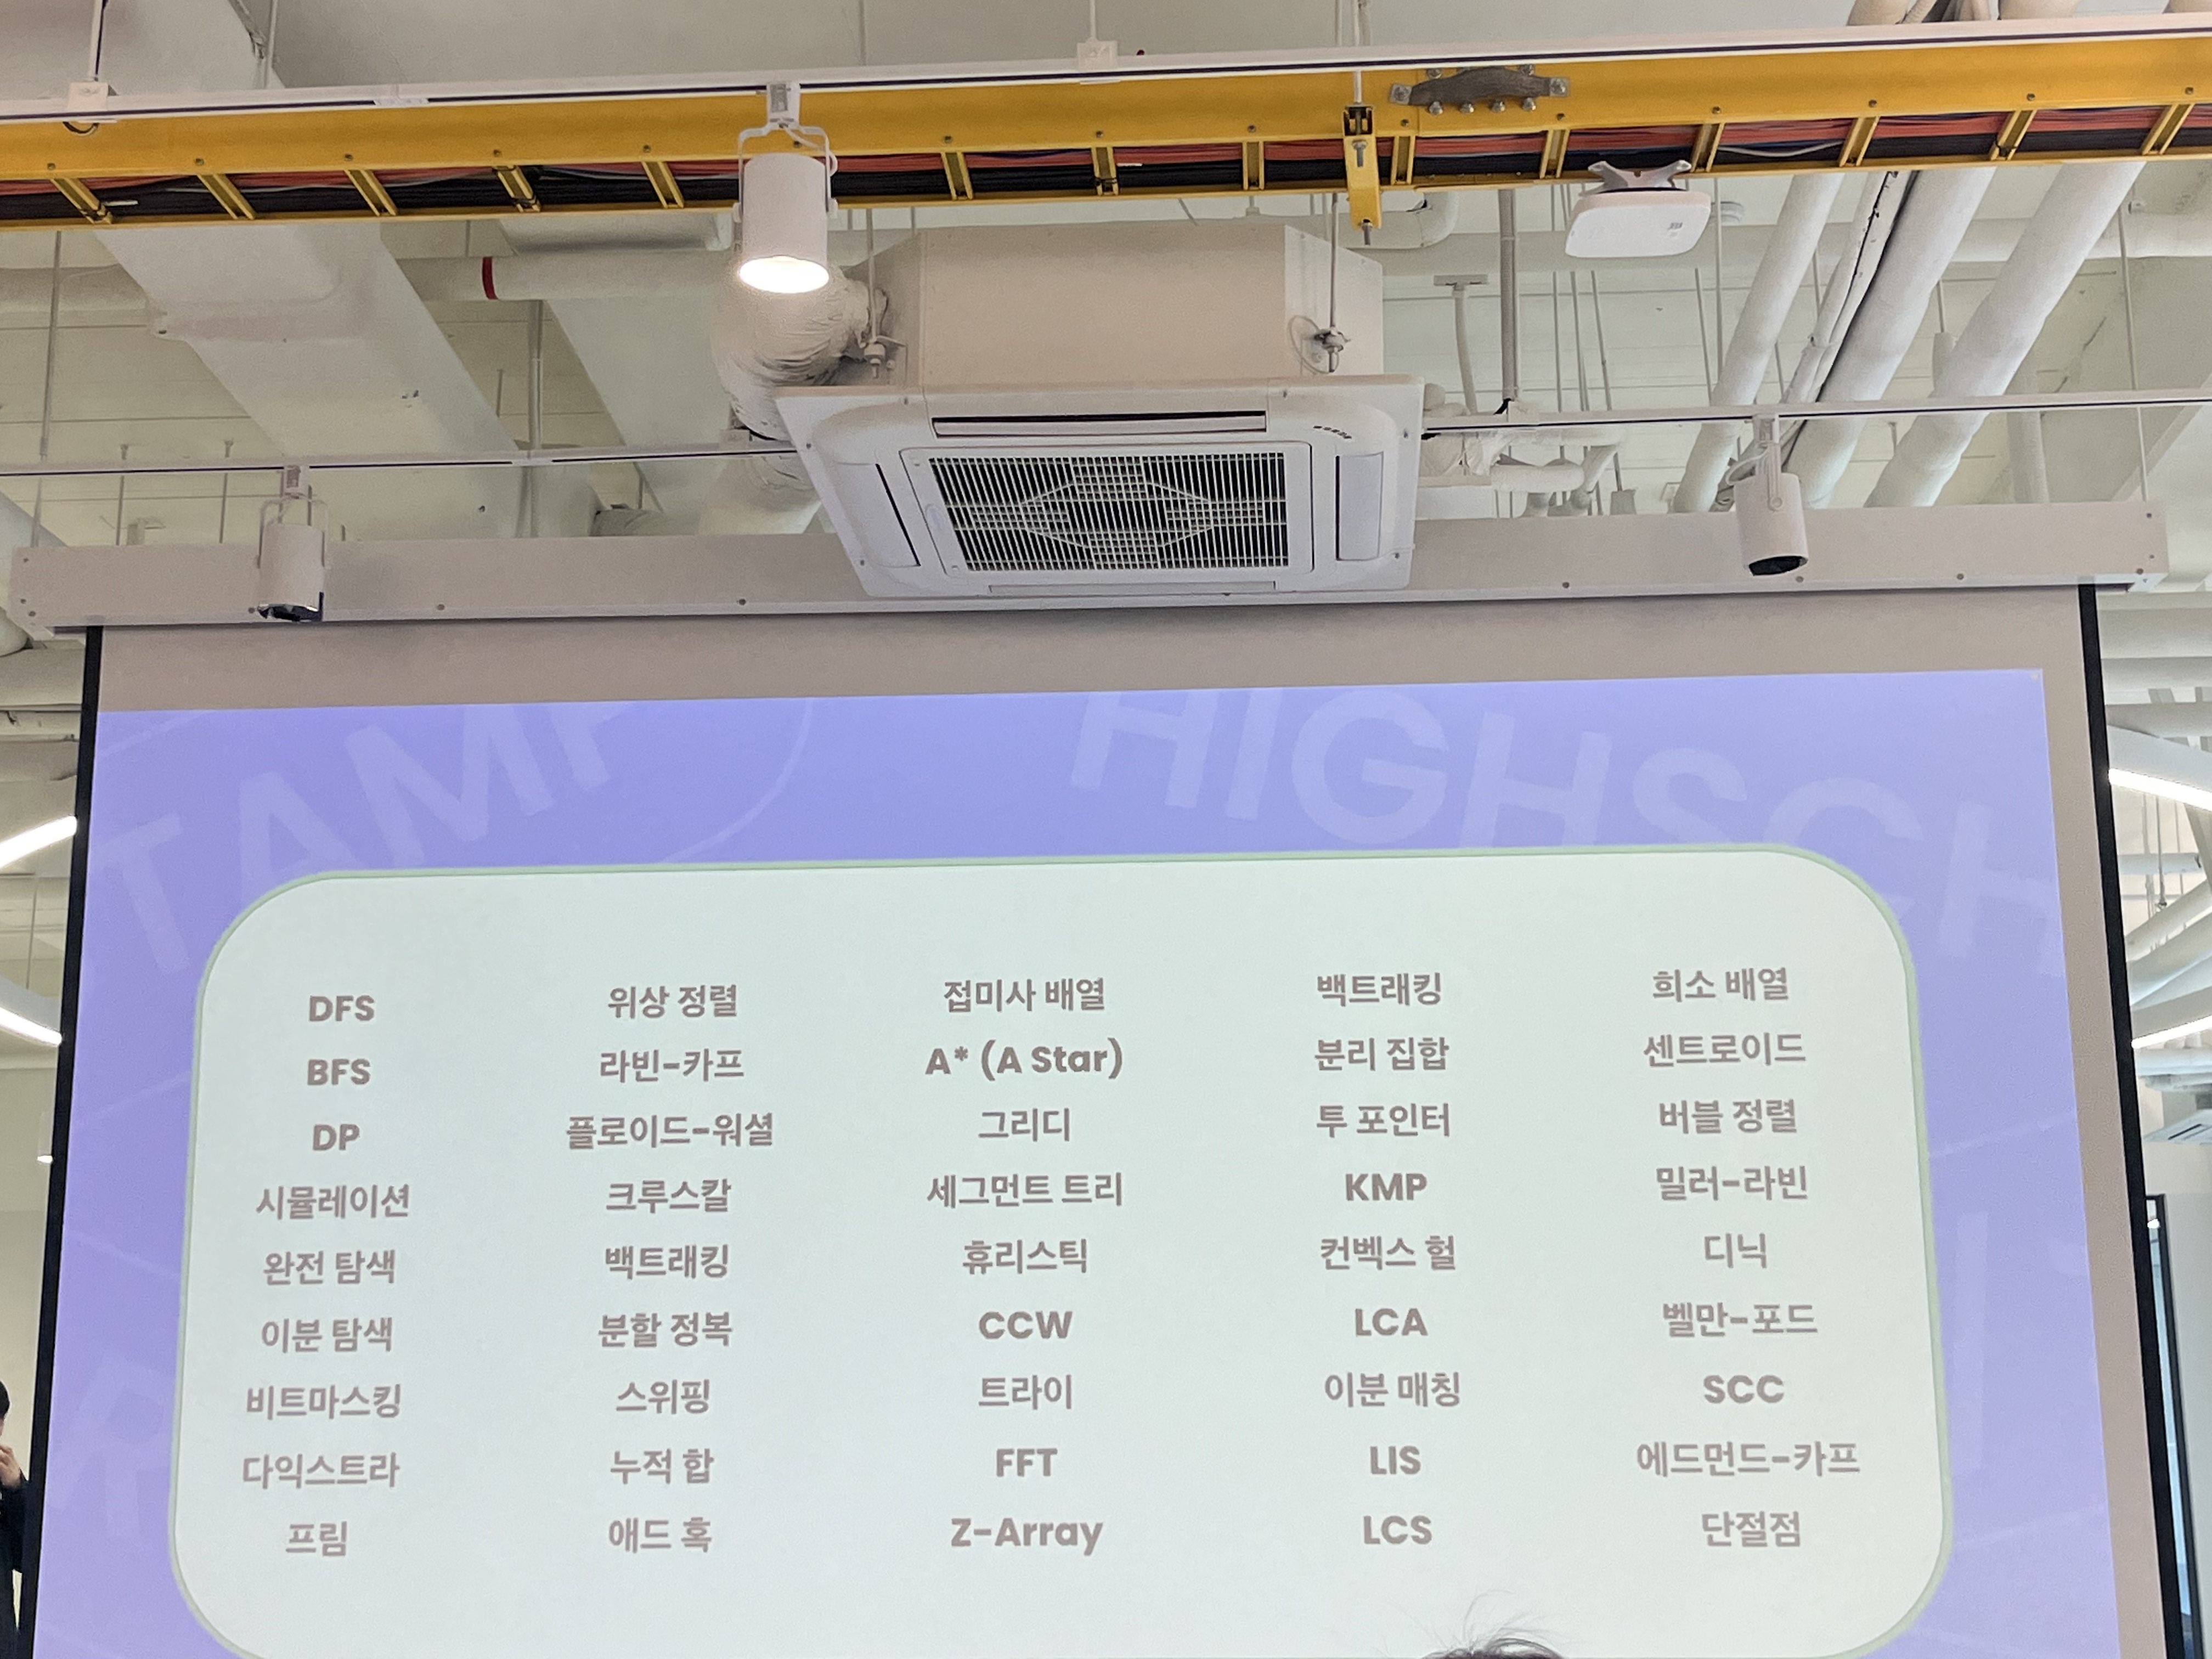 TAMP
HIGHSCH
DFS
BFS
DP
시뮬레이션
완전 탐색
이분 탐색
비트마스킹
다익스트라
프림
위상 정렬
라빈-카프
플로이드-워셜
크루스칼
백트래킹
분할 정복
스위핑
누적 합
애드 혹
접미사 배열
A* (A Star)
그리디
세그먼트 트리
휴리스틱
CCW
트라이
FFT
Z-Array
백트래킹
분리 집합
투 포인터
KMP
컨벡스 헐
LCA
이분 매칭
LIS
LCS
희소 배열
센트로이드
버블 정렬
밀러-라빈
디닉
벨만-포드
SCC
에드먼드-카프
단절점